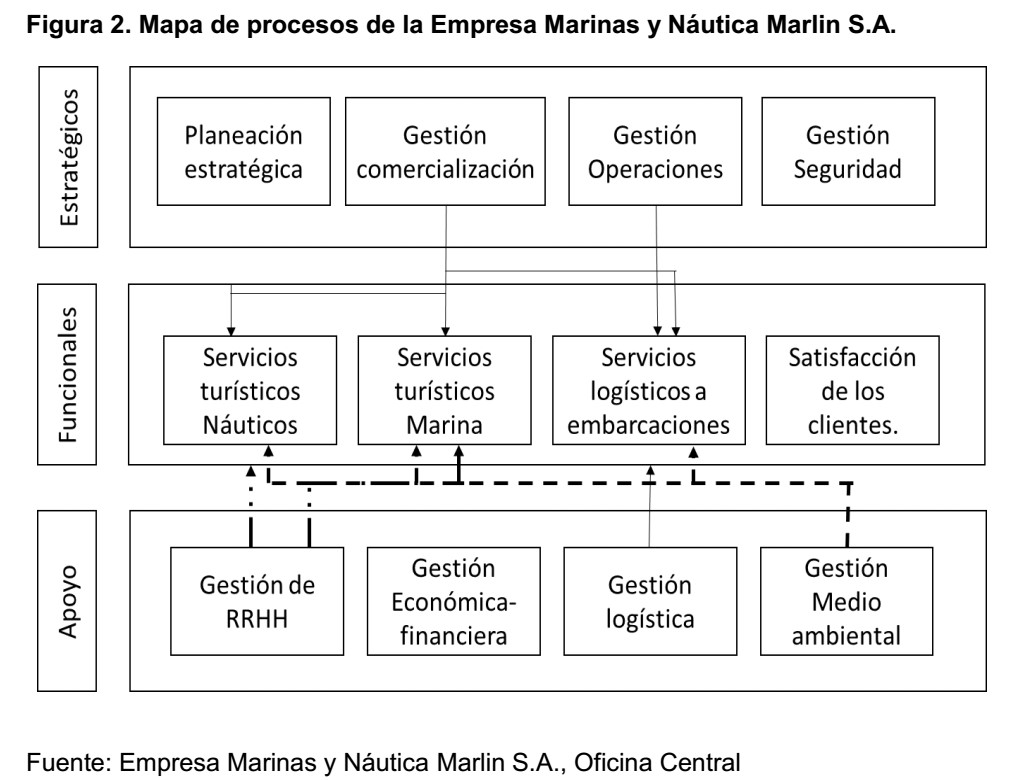 Figura 2. Mapa de procesos de la Empresa Marinas y Náutica Marlin S.A.
Estratégicos
Planeación
estratégica
Gestión
comercialización
Gestión
Operaciones
Gestión
Seguridad
Funcionales
Servicios
turísticos
Náuticos
Servicios
turísticos
Marina
Servicios
logísticos a
embarcaciones
Satisfacción
de los
clientes.
Apoyo
Gestión de
RRHH
Gestión
Económica-
financiera
Gestión
logística
Gestión
Medio
ambiental
Fuente: Empresa Marinas y Náutica Marlin S.A., Oficina Central